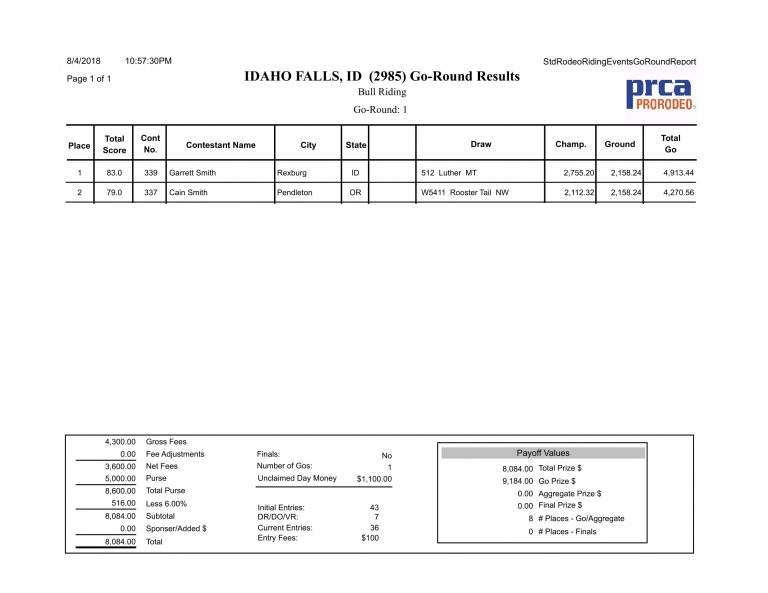 8/4/2018 10:57:30PM StdRodeoRidingEventsGoRoundReport
Page 1 of 1 IDAHO FALLS, ID (2985) Go-Round Results
Bull Riding
Go-Round: 1
prca
PRORODEO
Place Total Score Cont No. Contestant Name City State Draw Champ. Ground Total Go
1 83.0 339 Garrett Smith Rexburg ID 512 Luther MT 2,755.20 2,158.24 4,913.44
2 79.0 337 Cain Smith Pendleton OR W5411 Rooster Tail NW 2,112.32 2,158.24 4,270.56
4,300.00 Gross Fees
0.00 Fee Adjustments
3,600.00 Net Fees
5,000.00 Purse
8,600.00 Total Purse
516.00 Less 6.00%
8,084.00 Subtotal
0.00 Sponser/Added $
8,084.00 Total
Finals: No
Number of Gos: 1
Unclaimed Day Money $1,100.00
Initial Entries: 43
DR/DO/VR: 7
Current Entries: 36
Entry Fees: $100
Payoff Values
8,084.00 Total Prize $
9,184.00 Go Prize $
0.00 Aggregate Prize $
0.00 Final Prize $
8 # Places - Go/Aggregate
0 # Places - Finals